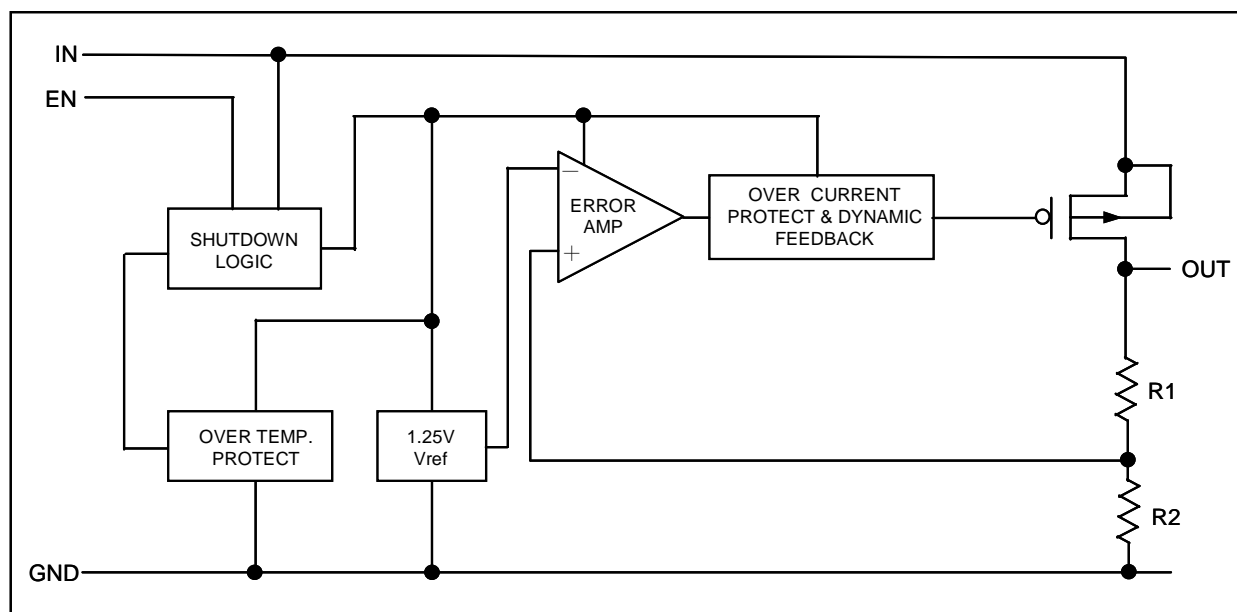 IN
EN
SHUTDOWN
LOGIC
−
ERROR
AMP
+
OVER CURRENT
PROTECT & DYNAMIC
FEEDBACK
OUT
R1
OVER TEMP.
PROTECT
1.25V
Vref
R2
GND